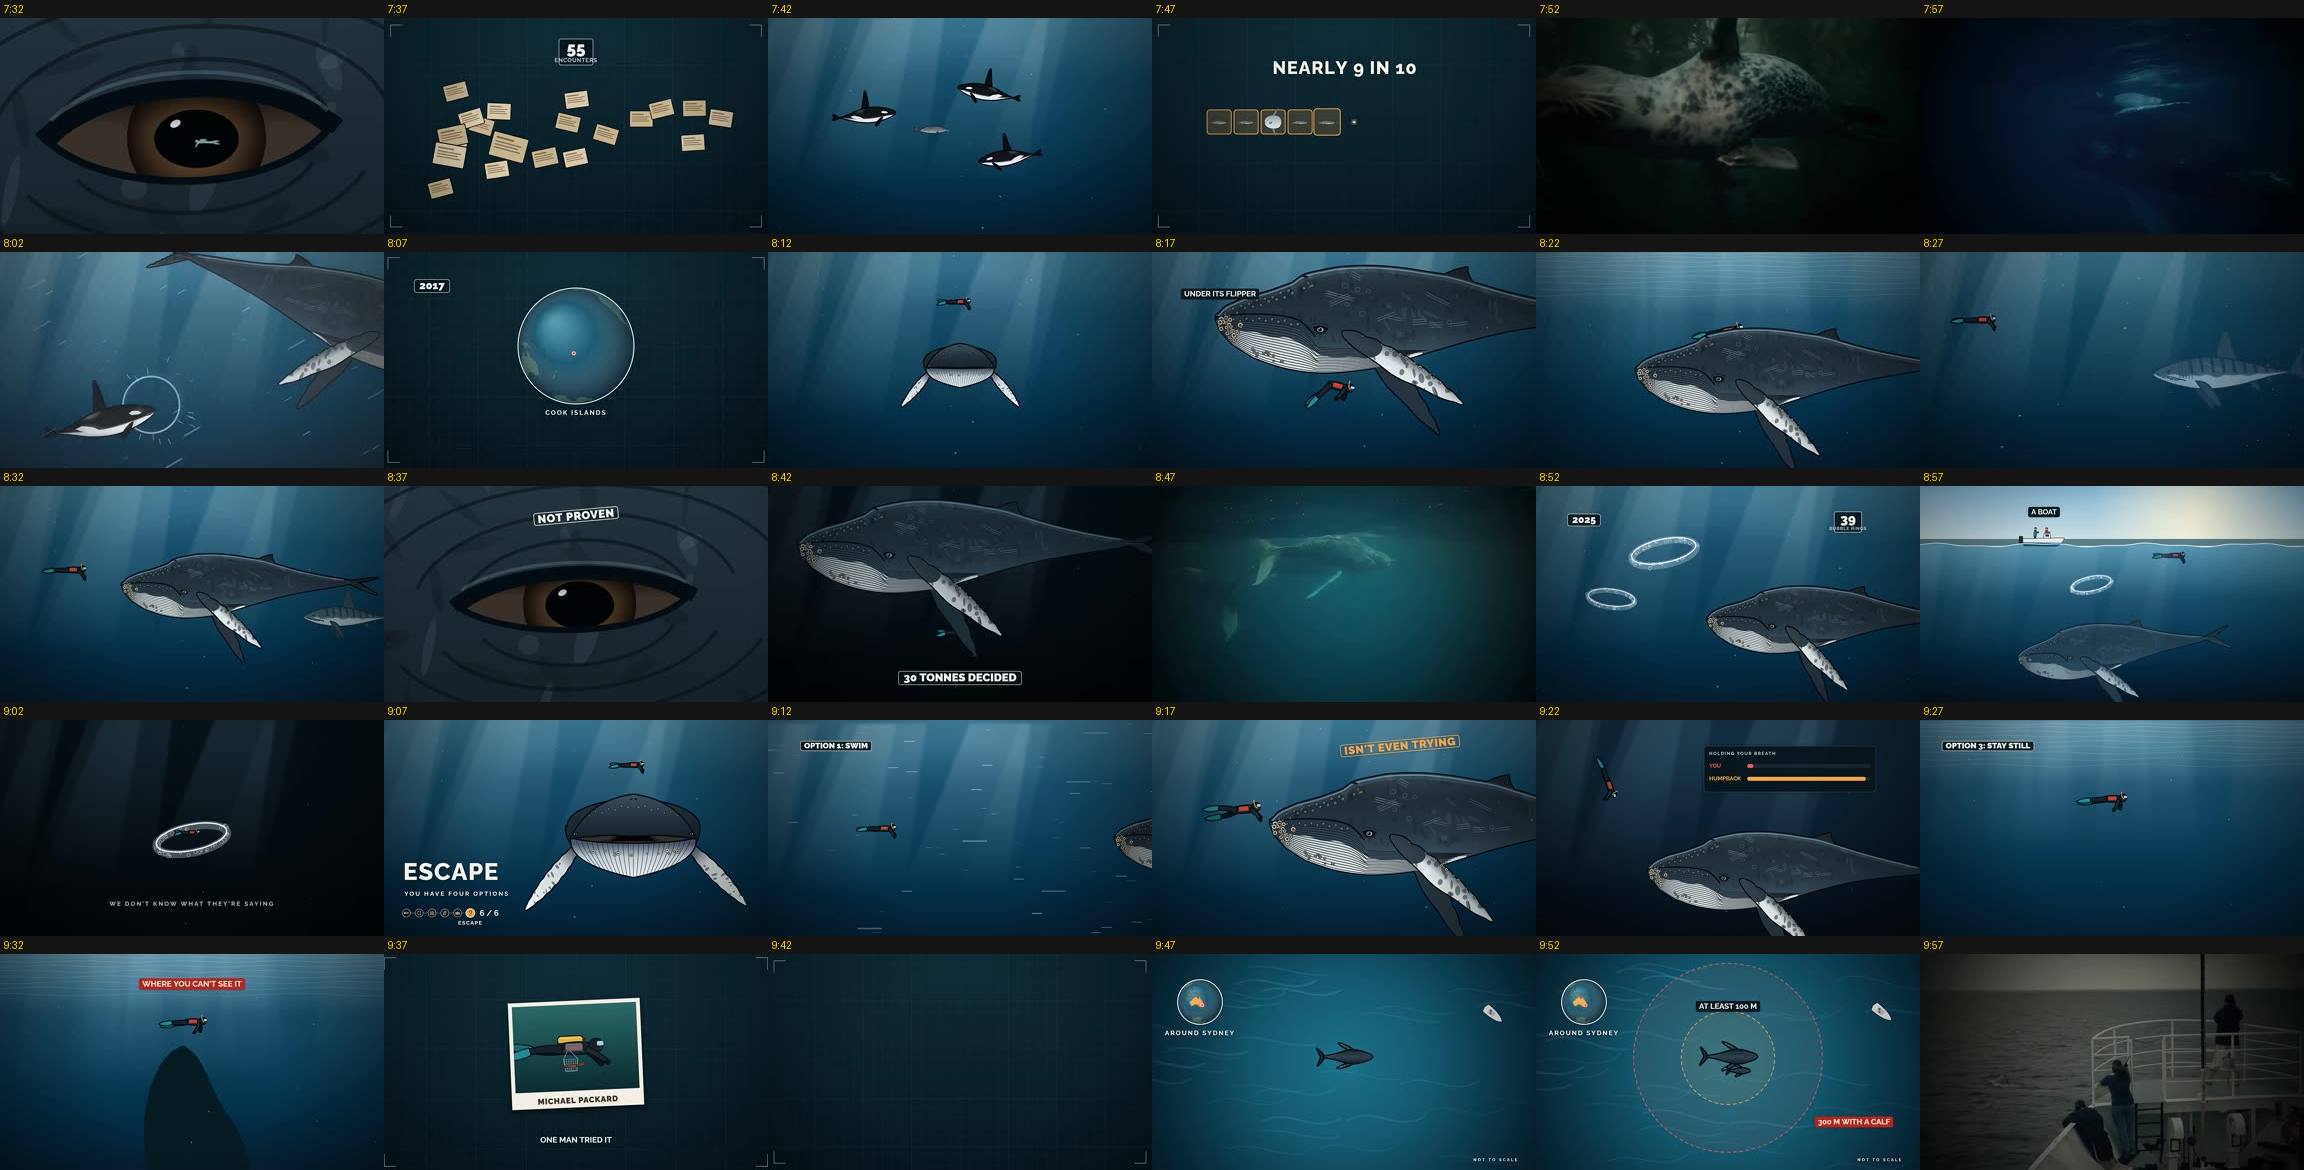 7:32
7:37
7:42
7:47
7:52
7:57
55
ENCOUNTERS
NEARLY 9 IN 10
8:02
8:07
8:12
8:17
8:22
8:27
2017
COOK ISLANDS
UNDER ITS FLIPPER
8:32
8:37
8:42
8:47
8:52
8:57
NOT PROVEN
30 TONNES DECIDED
2025
39
BUBBLE RINGS
A BOAT
9:02
9:07
9:12
9:17
9:22
9:27
WE DON'T KNOW WHAT THEY'RE SAYING
ESCAPE
YOU HAVE FOUR OPTIONS
6 / 6
ESCAPE
OPTION 1: SWIM
ISN'T EVEN TRYING
HOLDING YOUR BREATH
YOU
HUMPBACK
OPTION 3: STAY STILL
9:32
9:37
9:42
9:47
9:52
9:57
WHERE YOU CAN'T SEE IT
MICHAEL PACKARD
ONE MAN TRIED IT
AROUND SYDNEY
NOT TO SCALE
AROUND SYDNEY
AT LEAST 100 M
300 M WITH A CALF
NOT TO SCALE